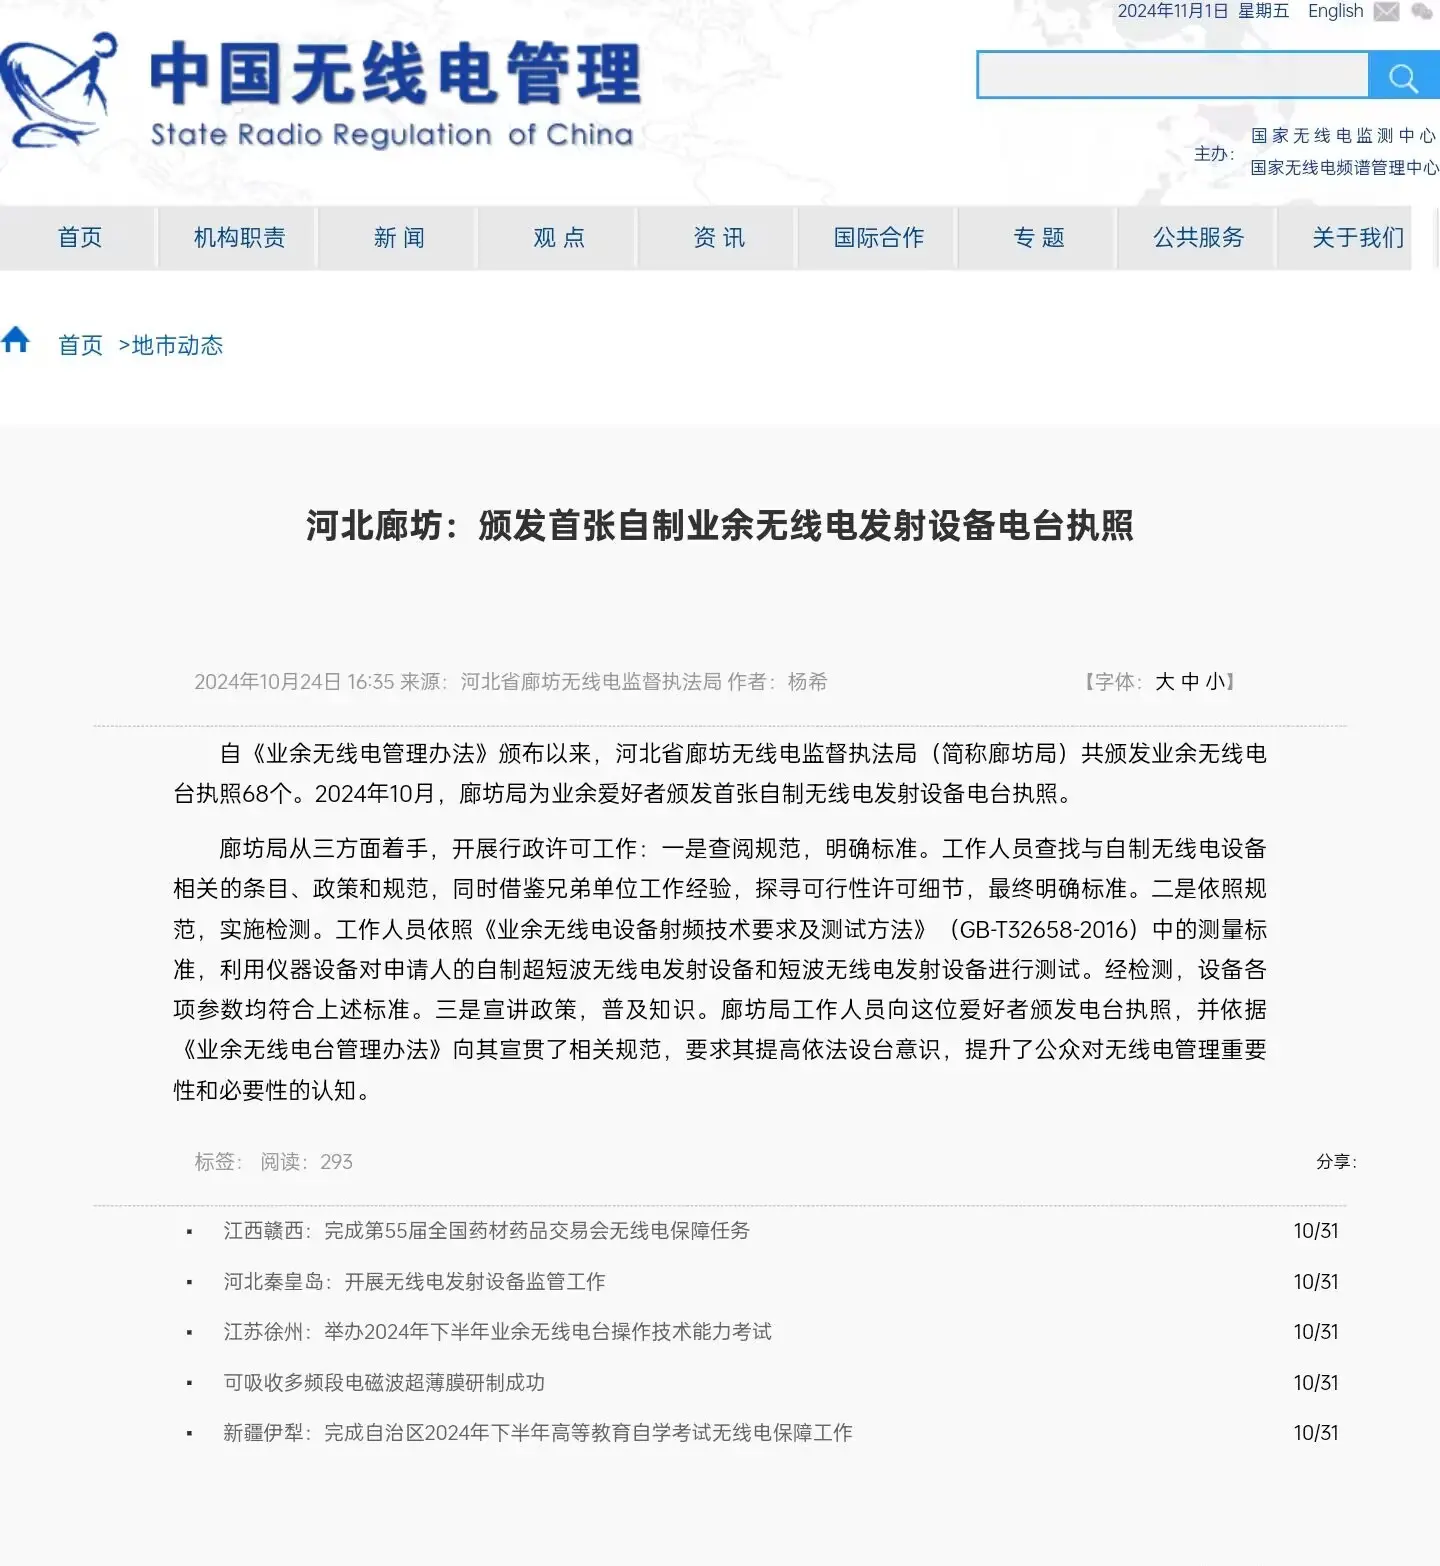 2024年11月1日 星期五 English
中国无线电管理
State Radio Regulation of China
主办：
国家无线电监测中心
国家无线电频谱管理中心
首页 机构职责 新 闻 观 点 资 讯 国际合作 专 题 公共服务 关于我们
首页 >地市动态
河北廊坊：颁发首张自制业余无线电发射设备电台执照
2024年10月24日 16:35 来源：河北省廊坊无线电监督执法局 作者：杨希 【字体：大 中 小】
自《业余无线电管理办法》颁布以来，河北省廊坊无线电监督执法局（简称廊坊局）共颁发业余无线电
台执照68个。2024年10月，廊坊局为业余爱好者颁发首张自制无线电发射设备电台执照。
廊坊局从三方面着手，开展行政许可工作：一是查阅规范，明确标准。工作人员查找与自制无线电设备
相关的条目、政策和规范，同时借鉴兄弟单位工作经验，探寻可行性许可细节，最终明确标准。二是依照规
范，实施检测。工作人员依照《业余无线电设备射频技术要求及测试方法》（GB-T32658-2016）中的测量标
准，利用仪器设备对申请人的自制超短波无线电发射设备和短波无线电发射设备进行测试。经检测，设备各
项参数均符合上述标准。三是宣讲政策，普及知识。廊坊局工作人员向这位爱好者颁发电台执照，并依据
《业余无线电台管理办法》向其宣贯了相关规范，要求其提高依法设台意识，提升了公众对无线电管理重要
性和必要性的认知。
标签： 阅读：293 分享：
▪ 江西赣西：完成第55届全国药材药品交易会无线电保障任务 10/31
▪ 河北秦皇岛：开展无线电发射设备监管工作 10/31
▪ 江苏徐州：举办2024年下半年业余无线电台操作技术能力考试 10/31
▪ 可吸收多频段电磁波超薄膜研制成功 10/31
▪ 新疆伊犁：完成自治区2024年下半年高等教育自学考试无线电保障工作 10/31